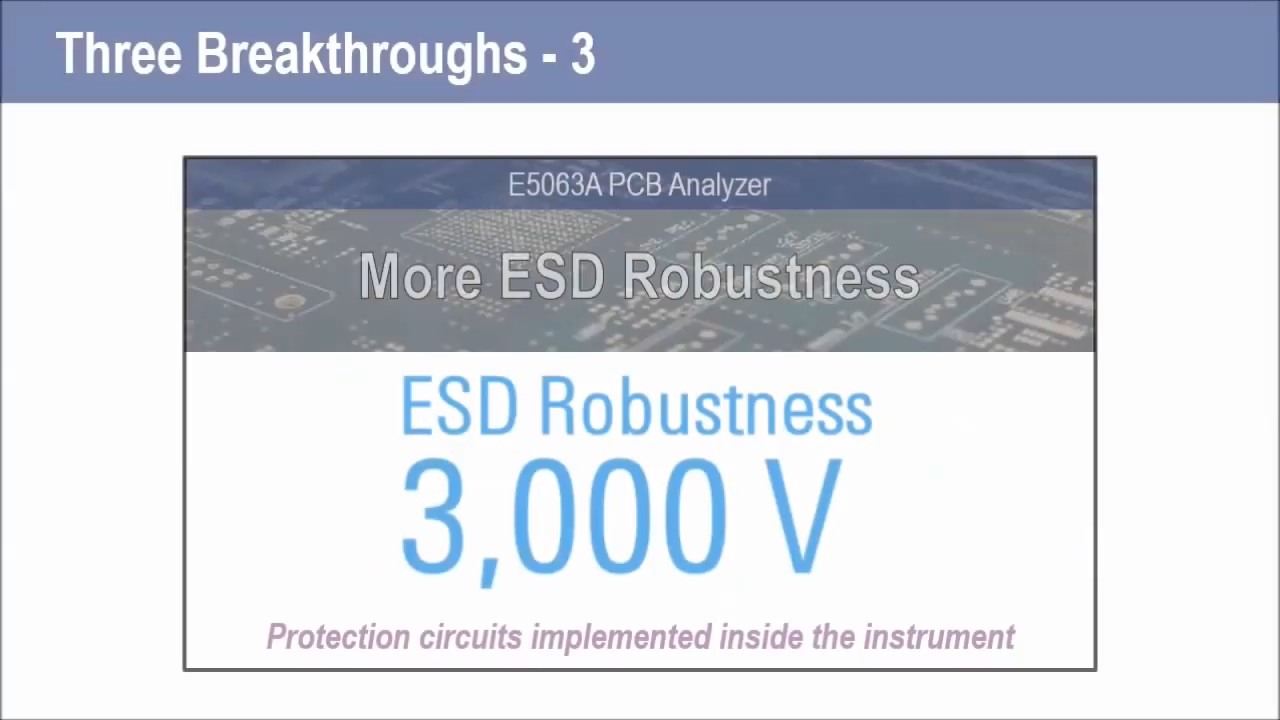 Three Breakthroughs - 3
E5063A PCB Analyzer
More ESD Robustness
ESD Robustness
3,000 V
Protection circuits implemented inside the instrument